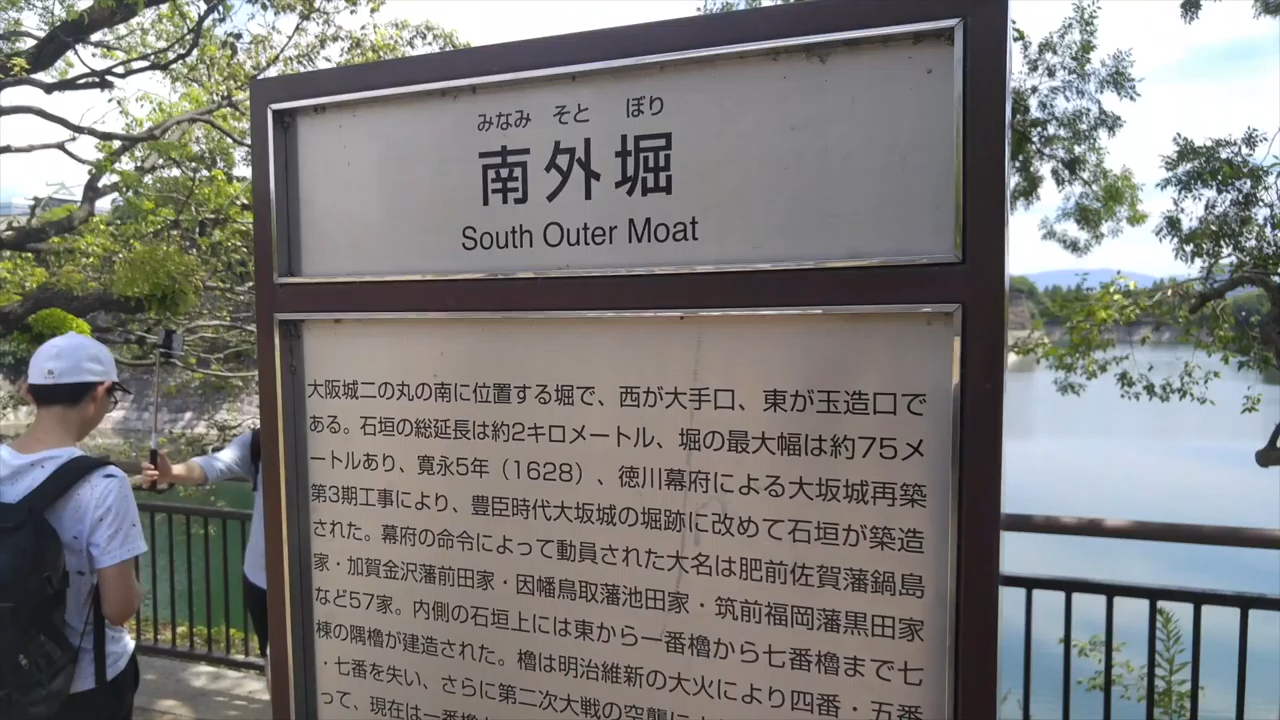 みなみ そと ぼり
南外堀
South Outer Moat
大阪城二の丸の南に位置する堀で、西が大手口、東が玉造口で
ある。石垣の総延長は約2キロメートル、堀の最大幅は約75メ
ートルあり、寛永5年（1628）、徳川幕府による大坂城再築
第3期工事により、豊臣時代大坂城の堀跡に改めて石垣が築造
された。幕府の命令によって動員された大名は肥前佐賀藩鍋島
家・加賀金沢藩前田家・因幡鳥取藩池田家・筑前福岡藩黒田家
など57家。内側の石垣上には東から一番櫓から七番櫓まで七
棟の隅櫓が建造された。櫓は明治維新の大火により四番・五番
・七番を失い、さらに第二次大戦の空襲に
って、現在は一番